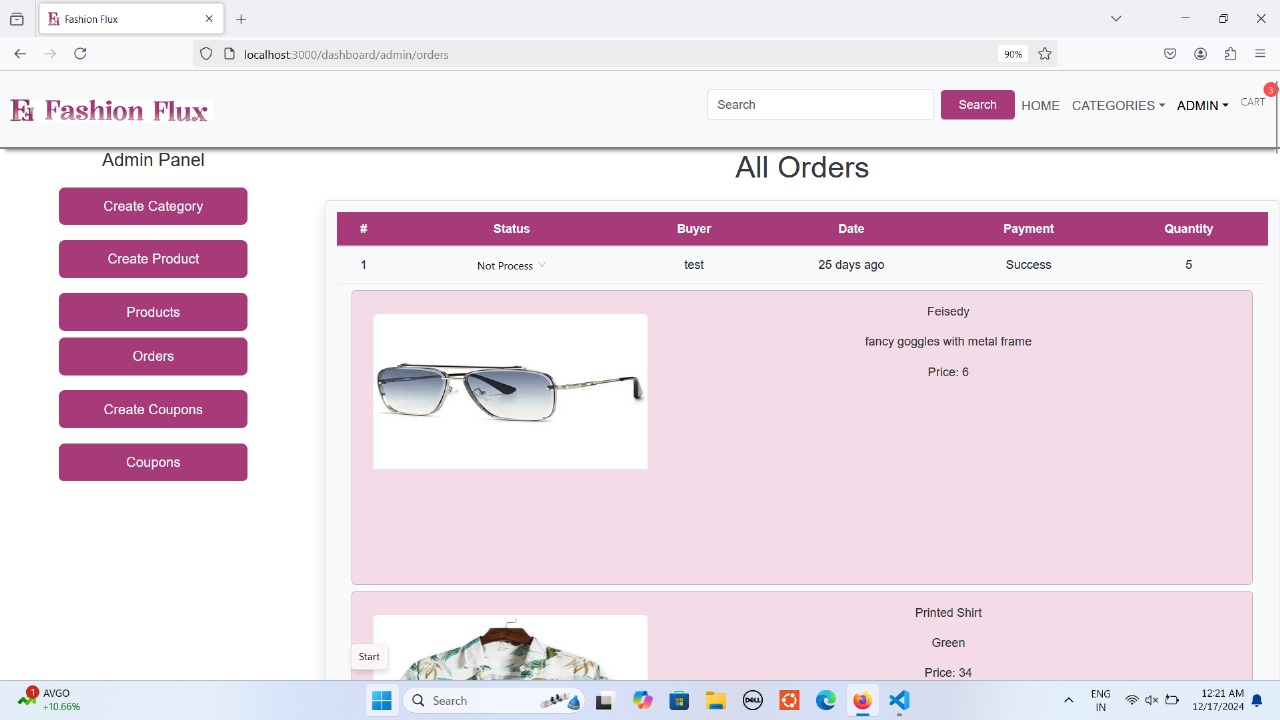 Fashion Flux
localhost:3000/dashboard/admin/orders
90%
Fashion Flux
Search
Search
HOME
CATEGORIES
ADMIN
CART
3
Admin Panel
Create Category
Create Product
Products
Orders
Create Coupons
Coupons
All Orders
# Status Buyer Date Payment Quantity
1 Not Process test 25 days ago Success 5
Feisedy
fancy goggles with metal frame
Price: 6
Printed Shirt
Green
Price: 34
Start
1
AVGO
+10.66%
Search
DELL
ENG
IN
12:21 AM
12/17/2024